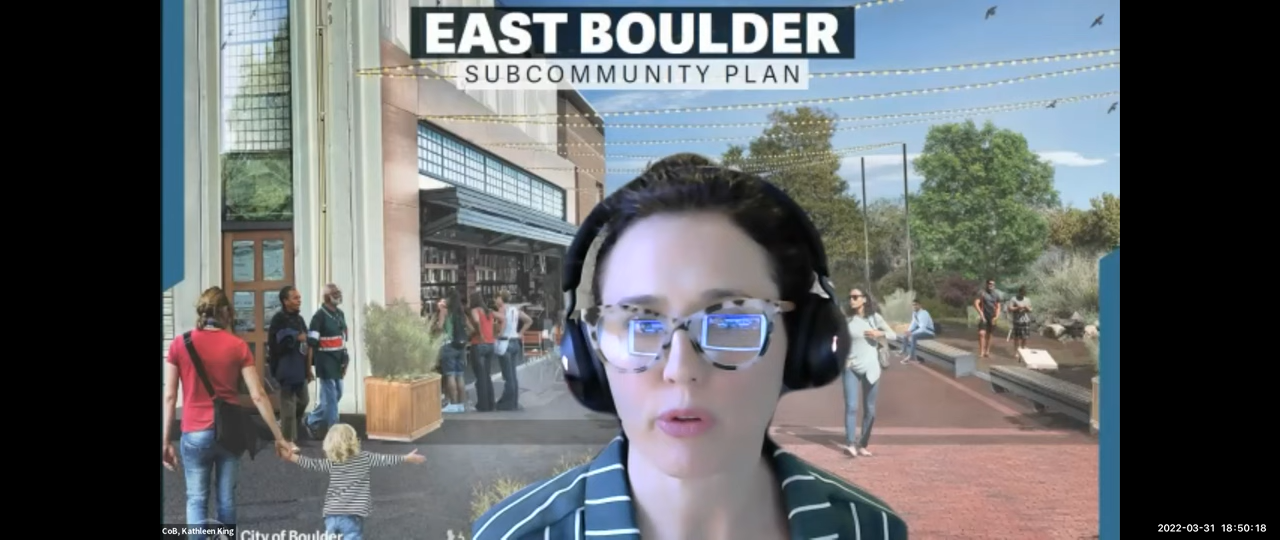 EAST BOULDER
SUBCOMMUNITY PLAN
CoB, Kathleen King
City of Boulder
2022-03-31 18:50:18